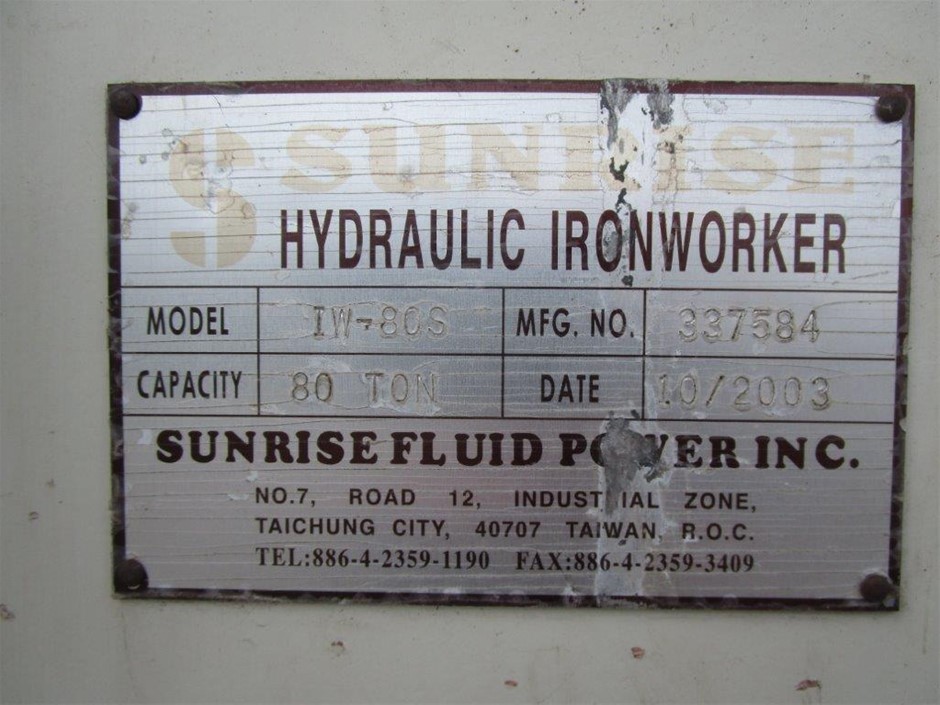 SUNRISE
HYDRAULIC IRONWORKER
MODEL IW-80S MFG. NO. 337584
CAPACITY 80 TON DATE 10/2003
SUNRISE FLUID POWER INC.
NO.7, ROAD 12, INDUSTRIAL ZONE,
TAICHUNG CITY, 40707 TAIWAN, R.O.C.
TEL:886-4-2359-1190 FAX:886-4-2359-3409